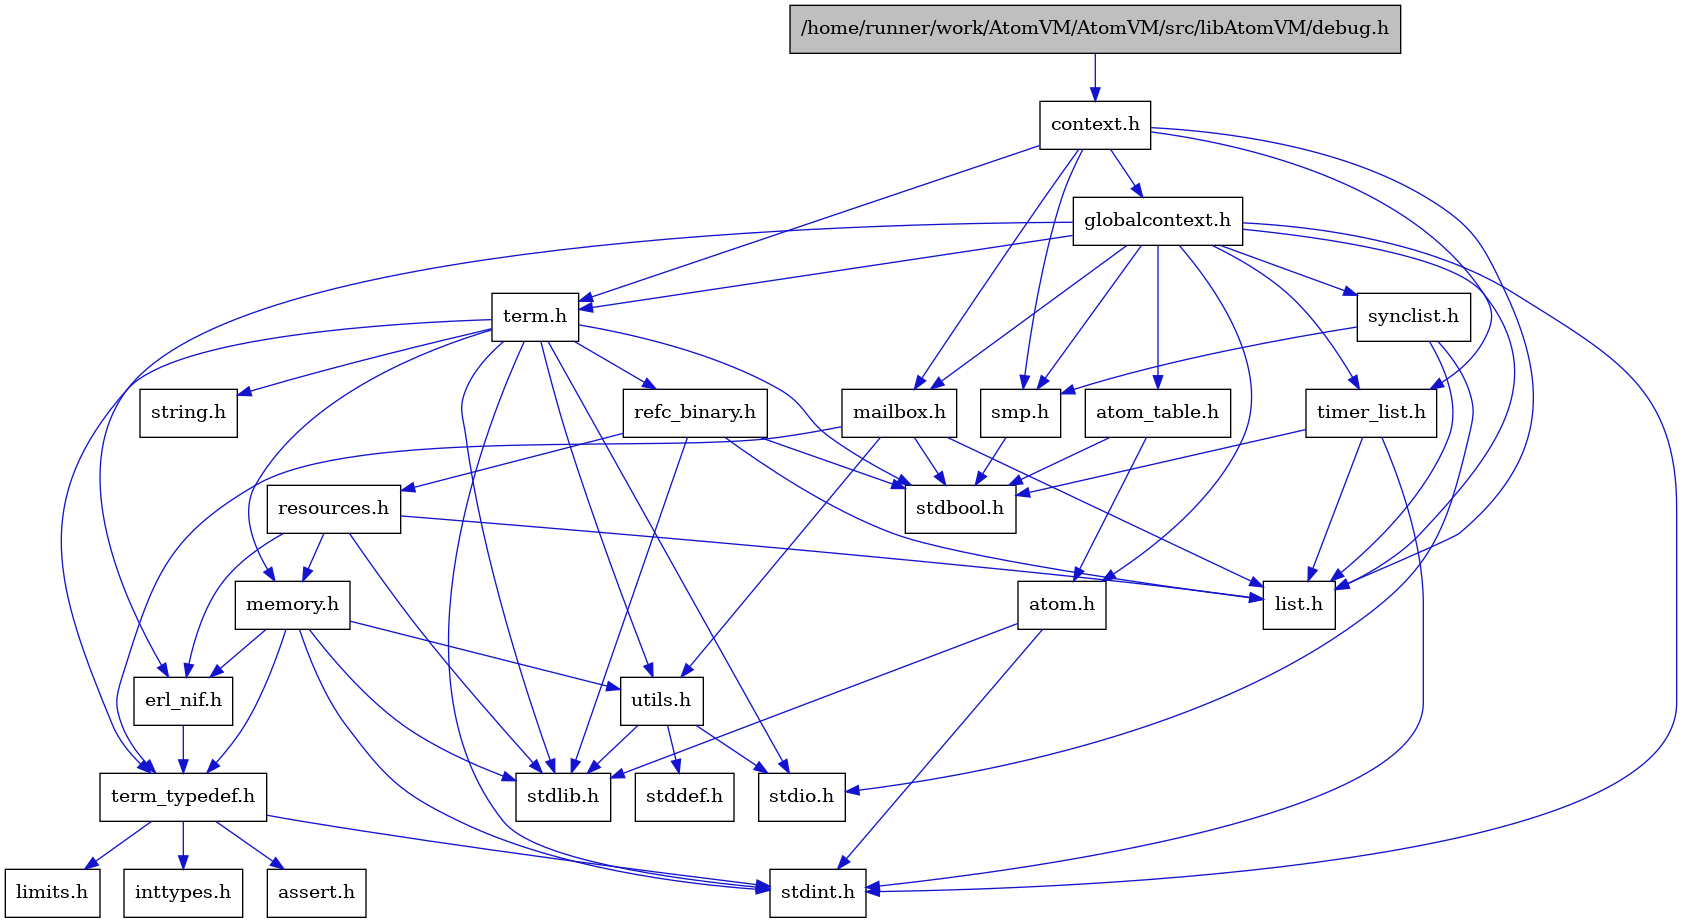 /home/runner/work/AtomVM/AtomVM/src/libAtomVM/debug.h
context.h
globalcontext.h
term.h
synclist.h
string.h
refc_binary.h
mailbox.h
smp.h
atom_table.h
timer_list.h
resources.h
stdbool.h
memory.h
atom.h
list.h
erl_nif.h
utils.h
term_typedef.h
stdlib.h
stddef.h
stdio.h
limits.h
inttypes.h
assert.h
stdint.h